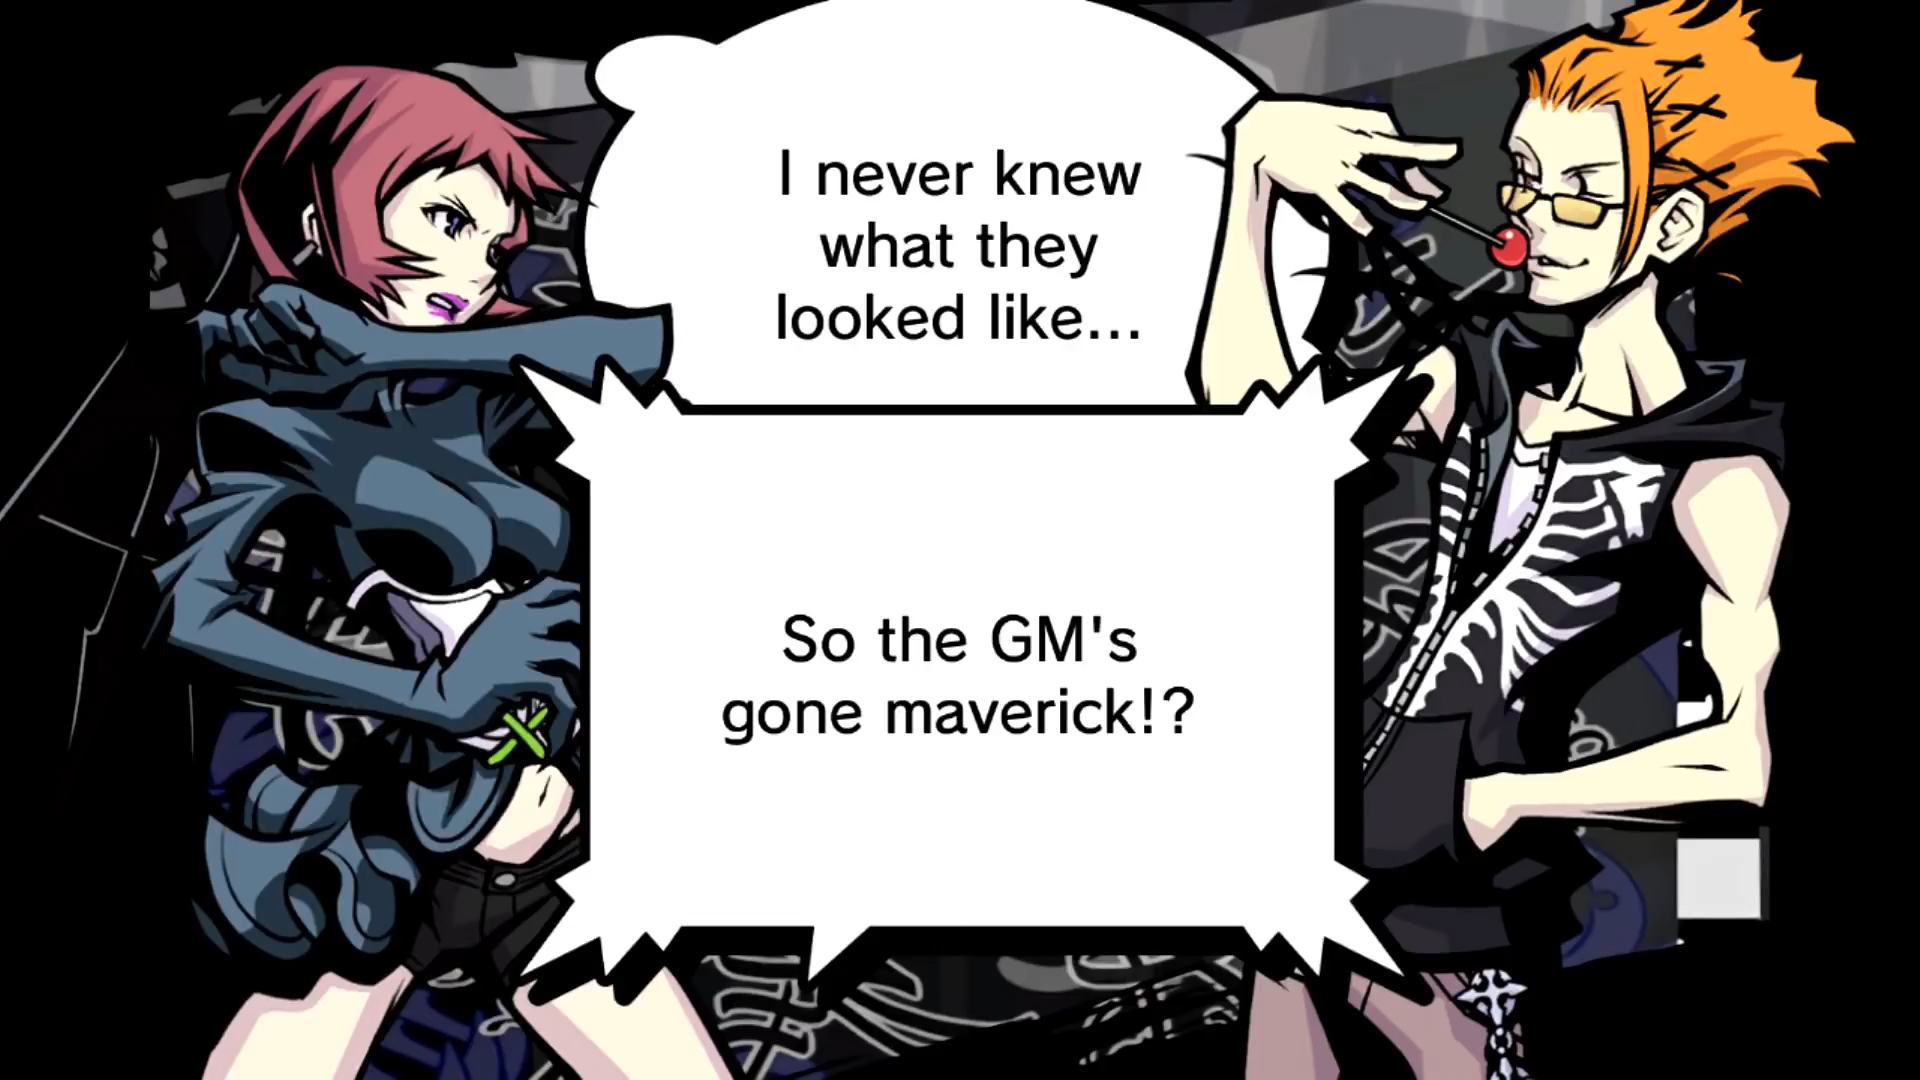 I never knew
what they
looked like...
So the GM's
gone maverick!?